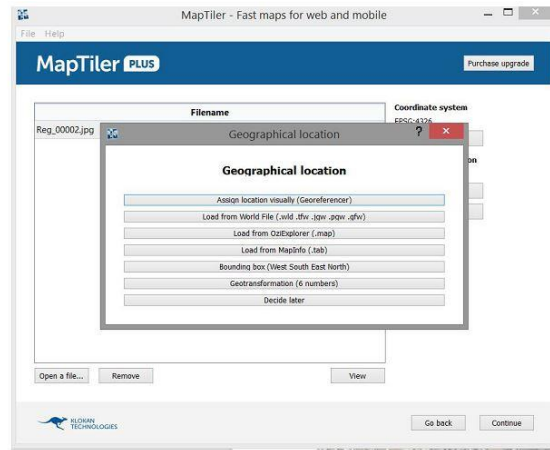 MapTiler - Fast maps for web and mobile
File Help
MapTiler PLUS
Purchase upgrade
Filename
Coordinate system
EPSG:4326
Reg_00002.jpg
Geographical location
?
Geographical location
Assign location visually (Georeferencer)
Load from World File (.wld .tfw .jgw .pgw .gfw)
Load from OziExplorer (.map)
Load from MapInfo (.tab)
Bounding box (West South East North)
Geotransformation (6 numbers)
Decide later
Open a file...
Remove
View
KLOKAN
TECHNOLOGIES
Go back
Continue